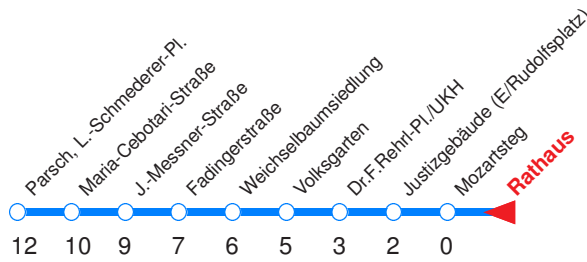 Parsch, L.-Schmederer-Pl.
Maria-Cebotari-Straße
J.-Messner-Straße
Fadingerstraße
Weichselbaumsiedlung
Volksgarten
Dr.F.Rehrl-Pl./UKH
Justizgebäude (E/Rudolfsplatz)
Mozartsteg
Rathaus
12 10 9 7 6 5 3 2 0